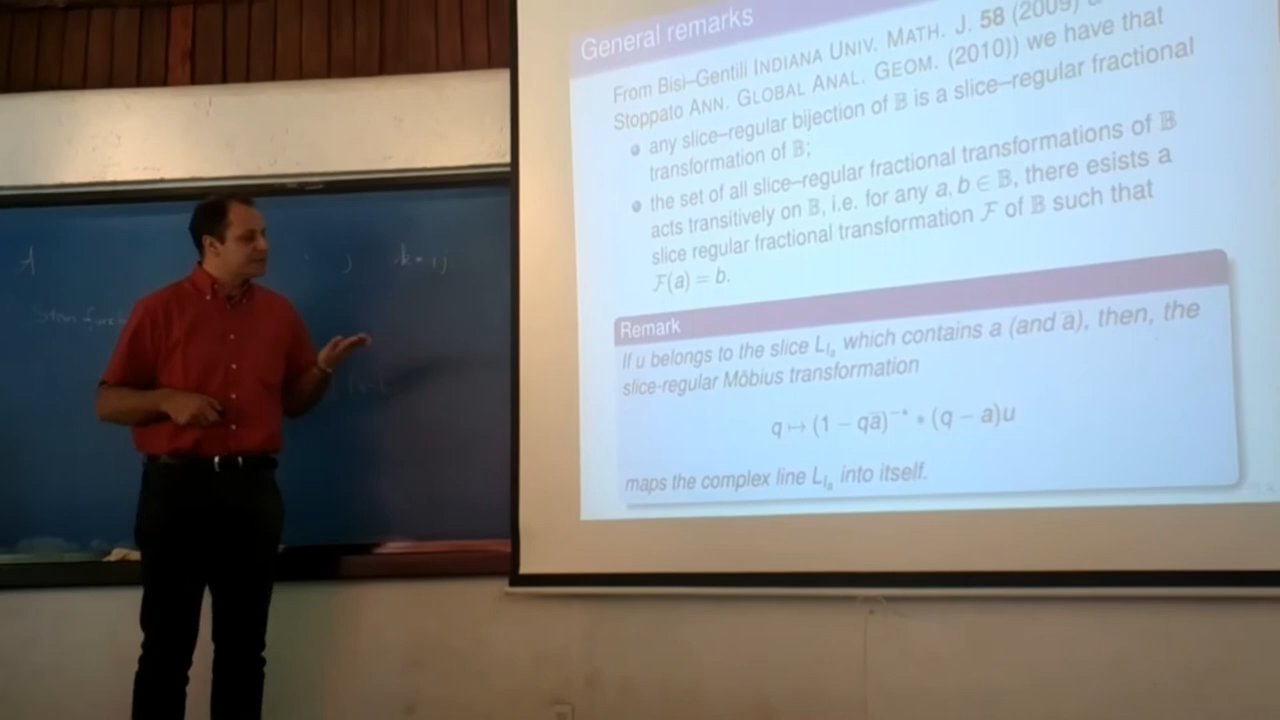 A
k = ij
General remarks
From Bisi–Gentili INDIANA UNIV. MATH. J. 58 (2009)
Stoppato ANN. GLOBAL ANAL. GEOM. (2010)) we have that
any slice–regular bijection of 𝔹 is a slice–regular fractional
transformation of 𝔹;
the set of all slice–regular fractional transformations of 𝔹
acts transitively on 𝔹, i.e. for any a, b ∈ 𝔹, there esists a
slice regular fractional transformation ℱ of 𝔹 such that
ℱ(a) = b.
Remark
If u belongs to the slice L_{I_a} which contains a (and a̅), then, the
slice-regular Möbius transformation
q ↦ (1 − qa̅)^{−*} * (q − a)u
maps the complex line L_{I_a} into itself.